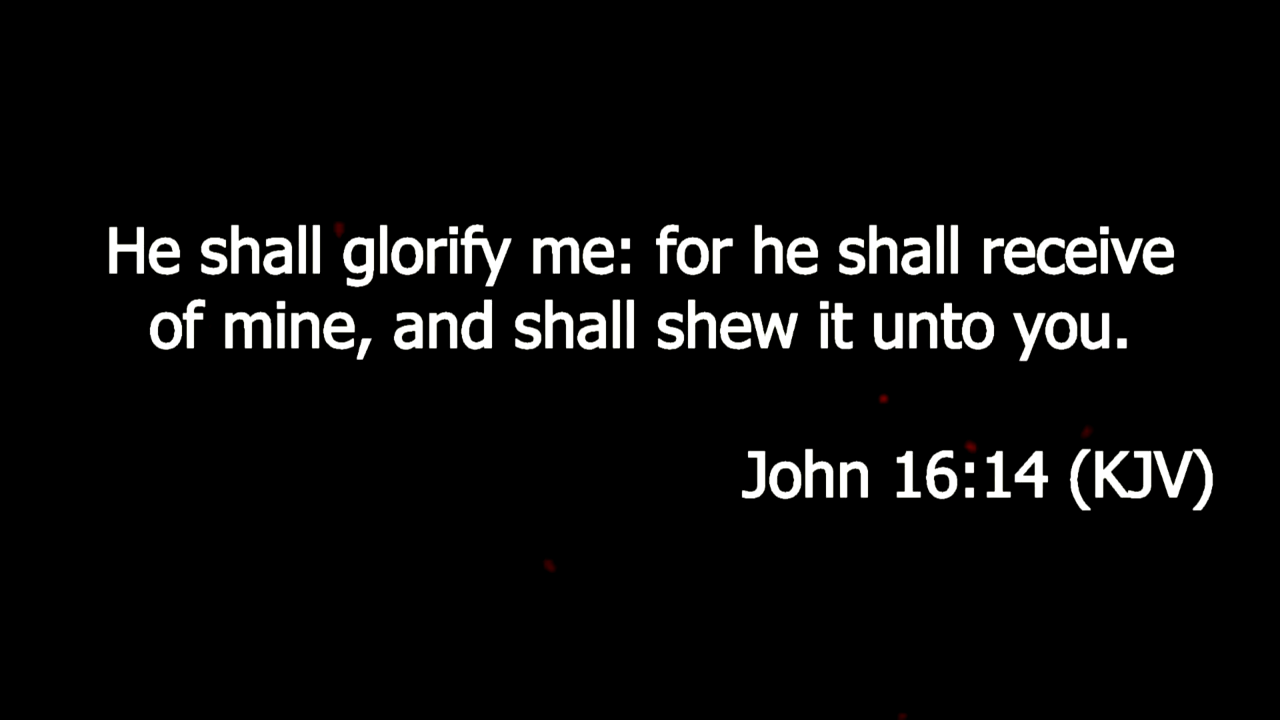 He shall glorify me: for he shall receive
of mine, and shall shew it unto you.
John 16:14 (KJV)